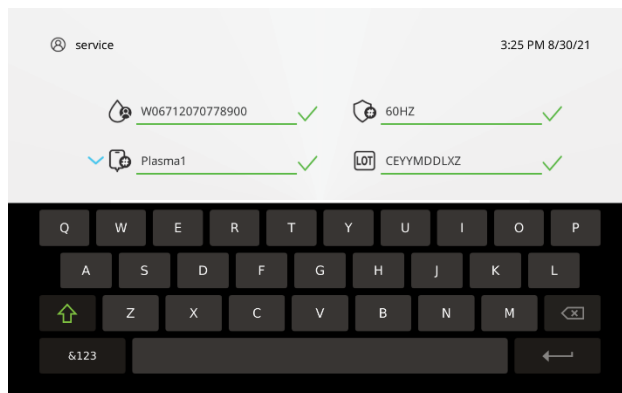 service 3:25 PM 8/30/21
W06712070778900 60HZ
Plasma1 LOT CEYYMDDLXZ
Q W E R T Y U I O P
A S D F G H J K L
Z X C V B N M
&123